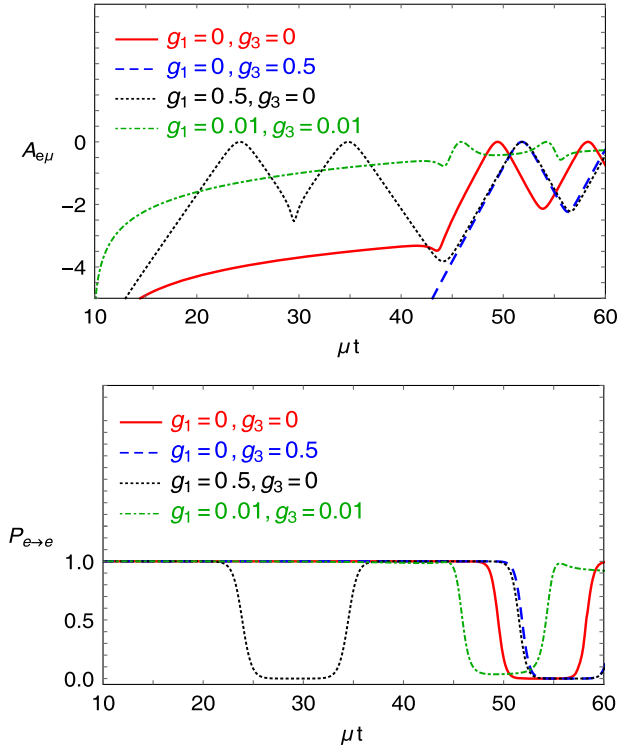 g₁ = 0 , g₃ = 0
g₁ = 0 , g₃ = 0.5
g₁ = 0.5, g₃ = 0
g₁ = 0.01, g₃ = 0.01
A_{eμ}
0
−2
−4
10 20 30 40 50 60
μ t
g₁ = 0 , g₃ = 0
g₁ = 0 , g₃ = 0.5
g₁ = 0.5, g₃ = 0
g₁ = 0.01, g₃ = 0.01
P_{e→e}
1.0
0.5
0.0
10 20 30 40 50 60
μ t